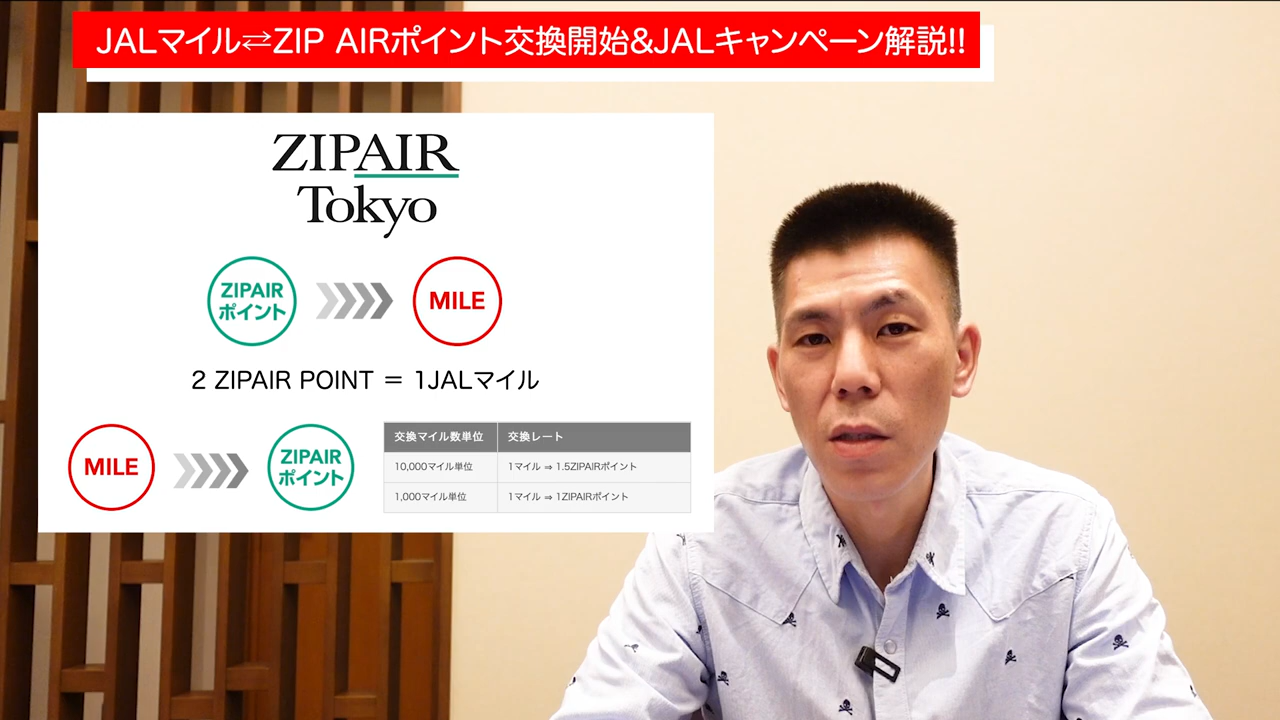 JALマイル⇄ZIP AIRポイント交換開始&JALキャンペーン解説!!
ZIPAIR
Tokyo
ZIPAIR
ポイント
MILE
2 ZIPAIR POINT = 1JALマイル
MILE
ZIPAIR
ポイント
交換マイル数単位 交換レート
10,000マイル単位 1マイル ⇒ 1.5ZIPAIRポイント
1,000マイル単位 1マイル ⇒ 1ZIPAIRポイント